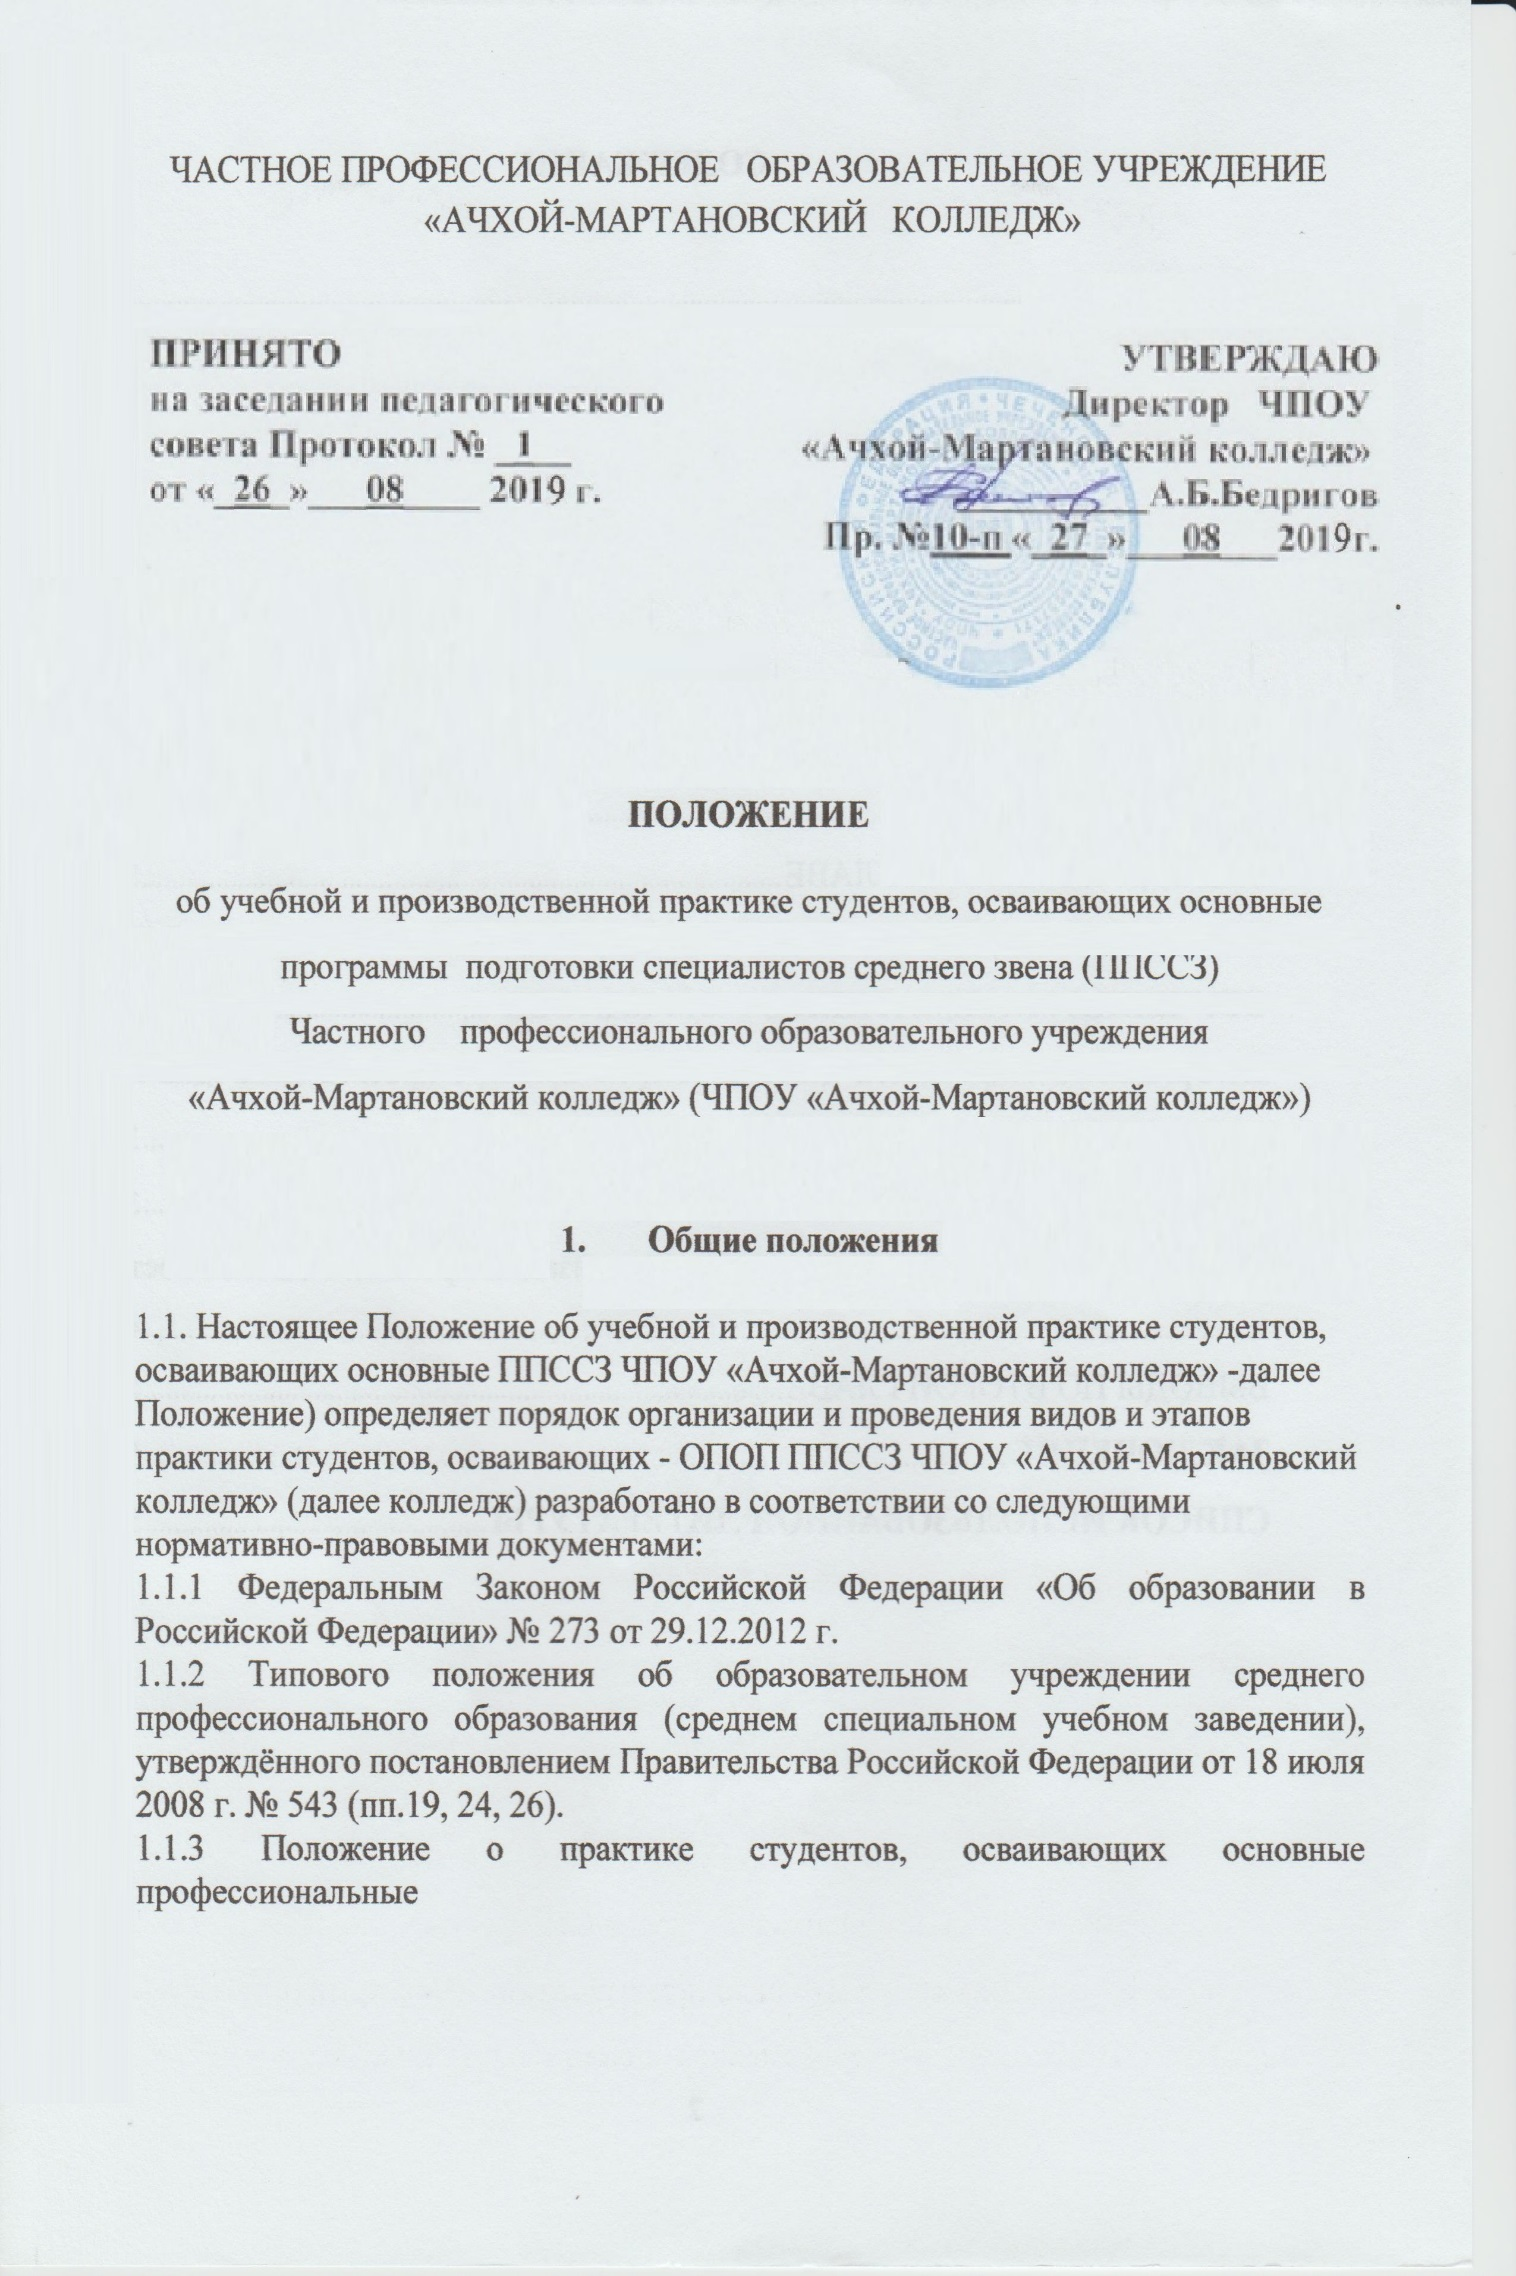 ЧАСТНОЕ ПРОФЕССИОНАЛЬНОЕ ОБРАЗОВАТЕЛЬНОЕ УЧРЕЖДЕНИЕ
«АЧХОЙ-МАРТАНОВСКИЙ КОЛЛЕДЖ»
ПРИНЯТО
на заседании педагогического
совета Протокол № 1
от « 26 » 08 2019 г.
УТВЕРЖДАЮ
Директор ЧПОУ
«Ачхой-Мартановский колледж»
А.Б.Бедригов
Пр. №10-п « 27 » 08 2019г.
ПОЛОЖЕНИЕ
об учебной и производственной практике студентов, осваивающих основные
программы подготовки специалистов среднего звена (ППССЗ)
Частного профессионального образовательного учреждения
«Ачхой-Мартановский колледж» (ЧПОУ «Ачхой-Мартановский колледж»)
1. Общие положения
1.1. Настоящее Положение об учебной и производственной практике студентов,
осваивающих основные ППССЗ ЧПОУ «Ачхой-Мартановский колледж» -далее
Положение) определяет порядок организации и проведения видов и этапов
практики студентов, осваивающих - ОПОП ППССЗ ЧПОУ «Ачхой-Мартановский
колледж» (далее колледж) разработано в соответствии со следующими
нормативно-правовыми документами:
1.1.1 Федеральным Законом Российской Федерации «Об образовании в
Российской Федерации» № 273 от 29.12.2012 г.
1.1.2 Типового положения об образовательном учреждении среднего
профессионального образования (среднем специальном учебном заведении),
утверждённого постановлением Правительства Российской Федерации от 18 июля
2008 г. № 543 (пп.19, 24, 26).
1.1.3 Положение о практике студентов, осваивающих основные
профессиональные